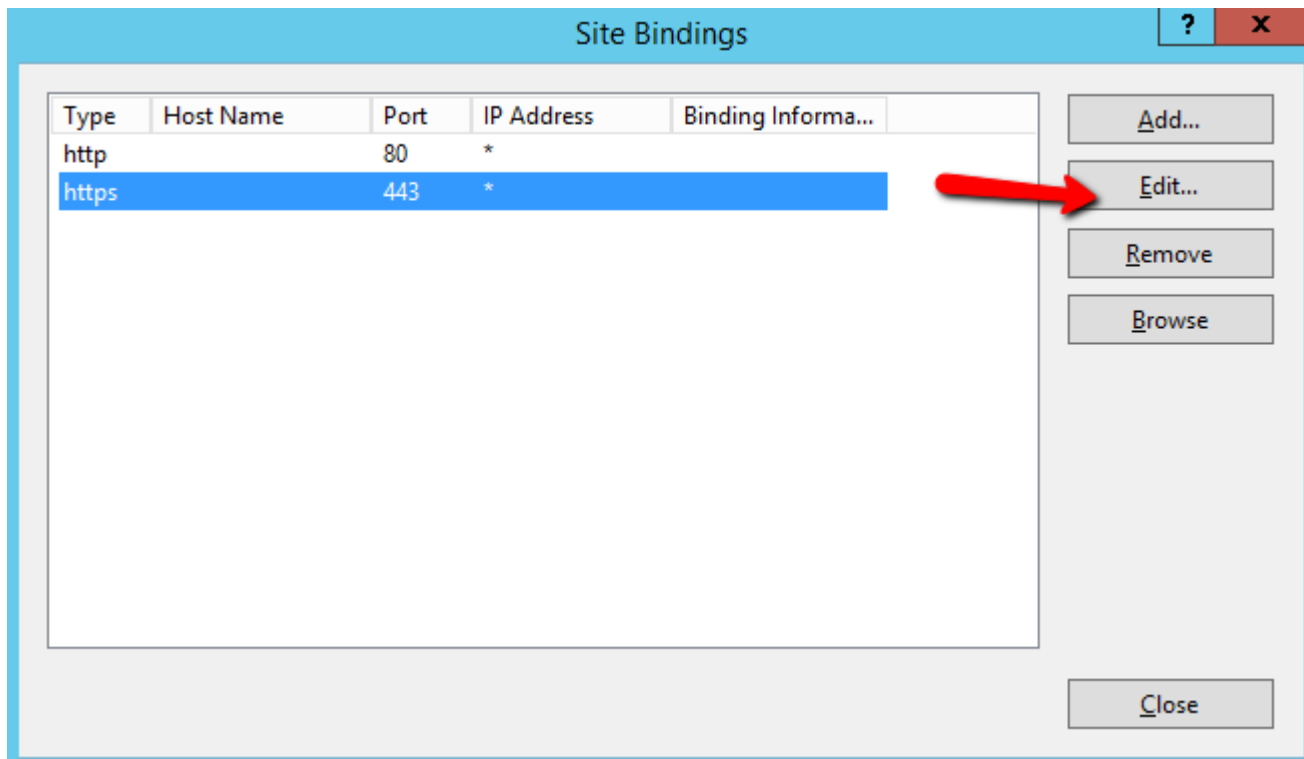 Site Bindings
? x
Type Host Name Port IP Address Binding Informa...
http 80 *
https 443 *
Add...
Edit...
Remove
Browse
Close